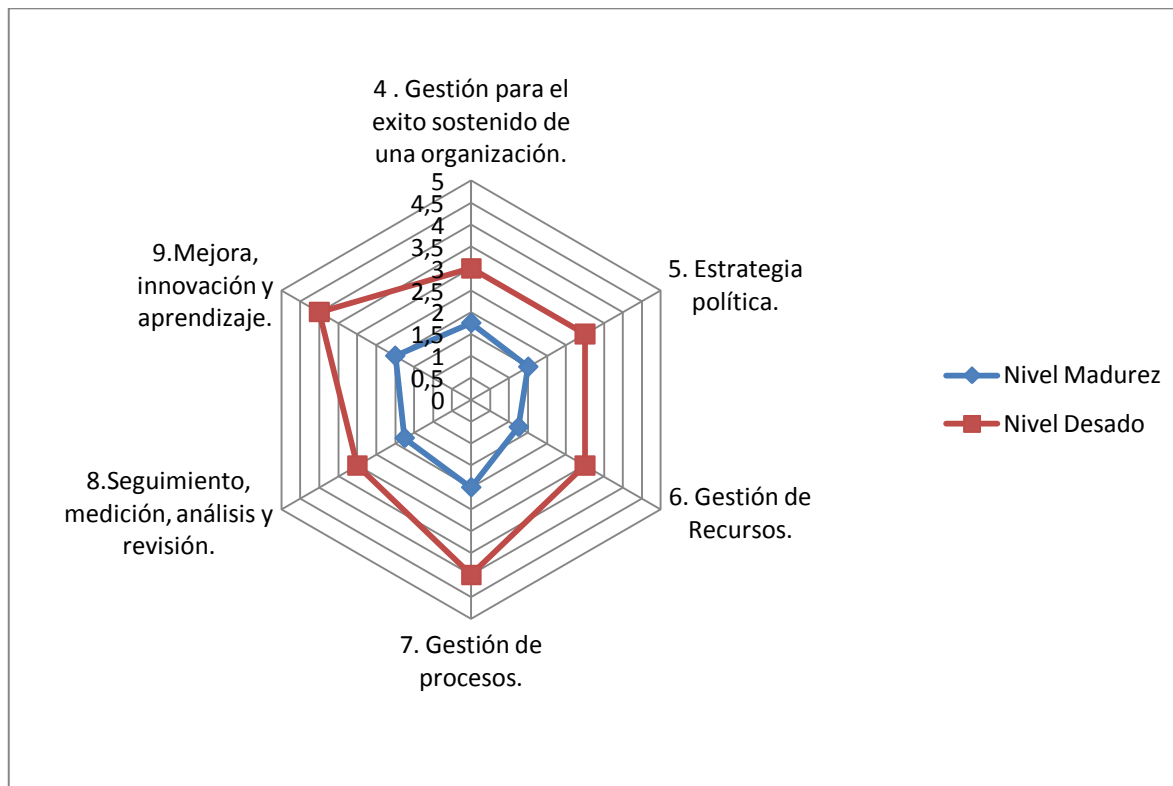 4 . Gestión para el
exito sostenido de
una organización.
5
4,5
4
3,5
3
2,5
2
1,5
1
0,5
0
5. Estrategia
política.
6. Gestión de
Recursos.
7. Gestión de
procesos.
8.Seguimiento,
medición, análisis y
revisión.
9.Mejora,
innovación y
aprendizaje.
Nivel Madurez
Nivel Desado